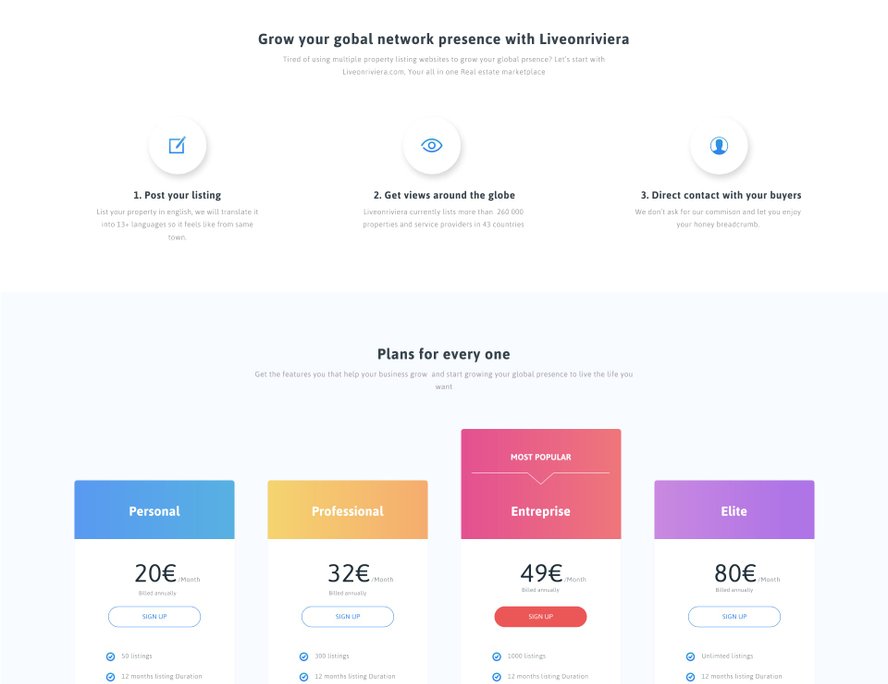 Grow your gobal network presence with Liveonriviera
Tired of using multiple property listing websites to grow your global prsence? Let's start with
Liveonriviera.com, Your all in one Real estate marketplace
1. Post your listing
List your property in english, we will translate it
into 13+ languages so it feels like from same
town.
2. Get views around the globe
Liveonriviera currently lists more than 260 000
properties and service providers in 43 countries
3. Direct contact with your buyers
We don't ask for our commison and let you enjoy
your honey breadcrumb.
Plans for every one
Get the features you that help your business grow and start growing your global presence to live the life you
want
Personal
20€ /Month
Billed annually
SIGN UP
50 listings
12 months listing Duration
Professional
32€ /Month
Billed annually
SIGN UP
300 listings
12 months listing Duration
MOST POPULAR
Entreprise
49€ /Month
Billed annually
SIGN UP
1000 listings
12 months listing Duration
Elite
80€ /Month
Billed annually
SIGN UP
Unlimted listings
12 months listing Duration